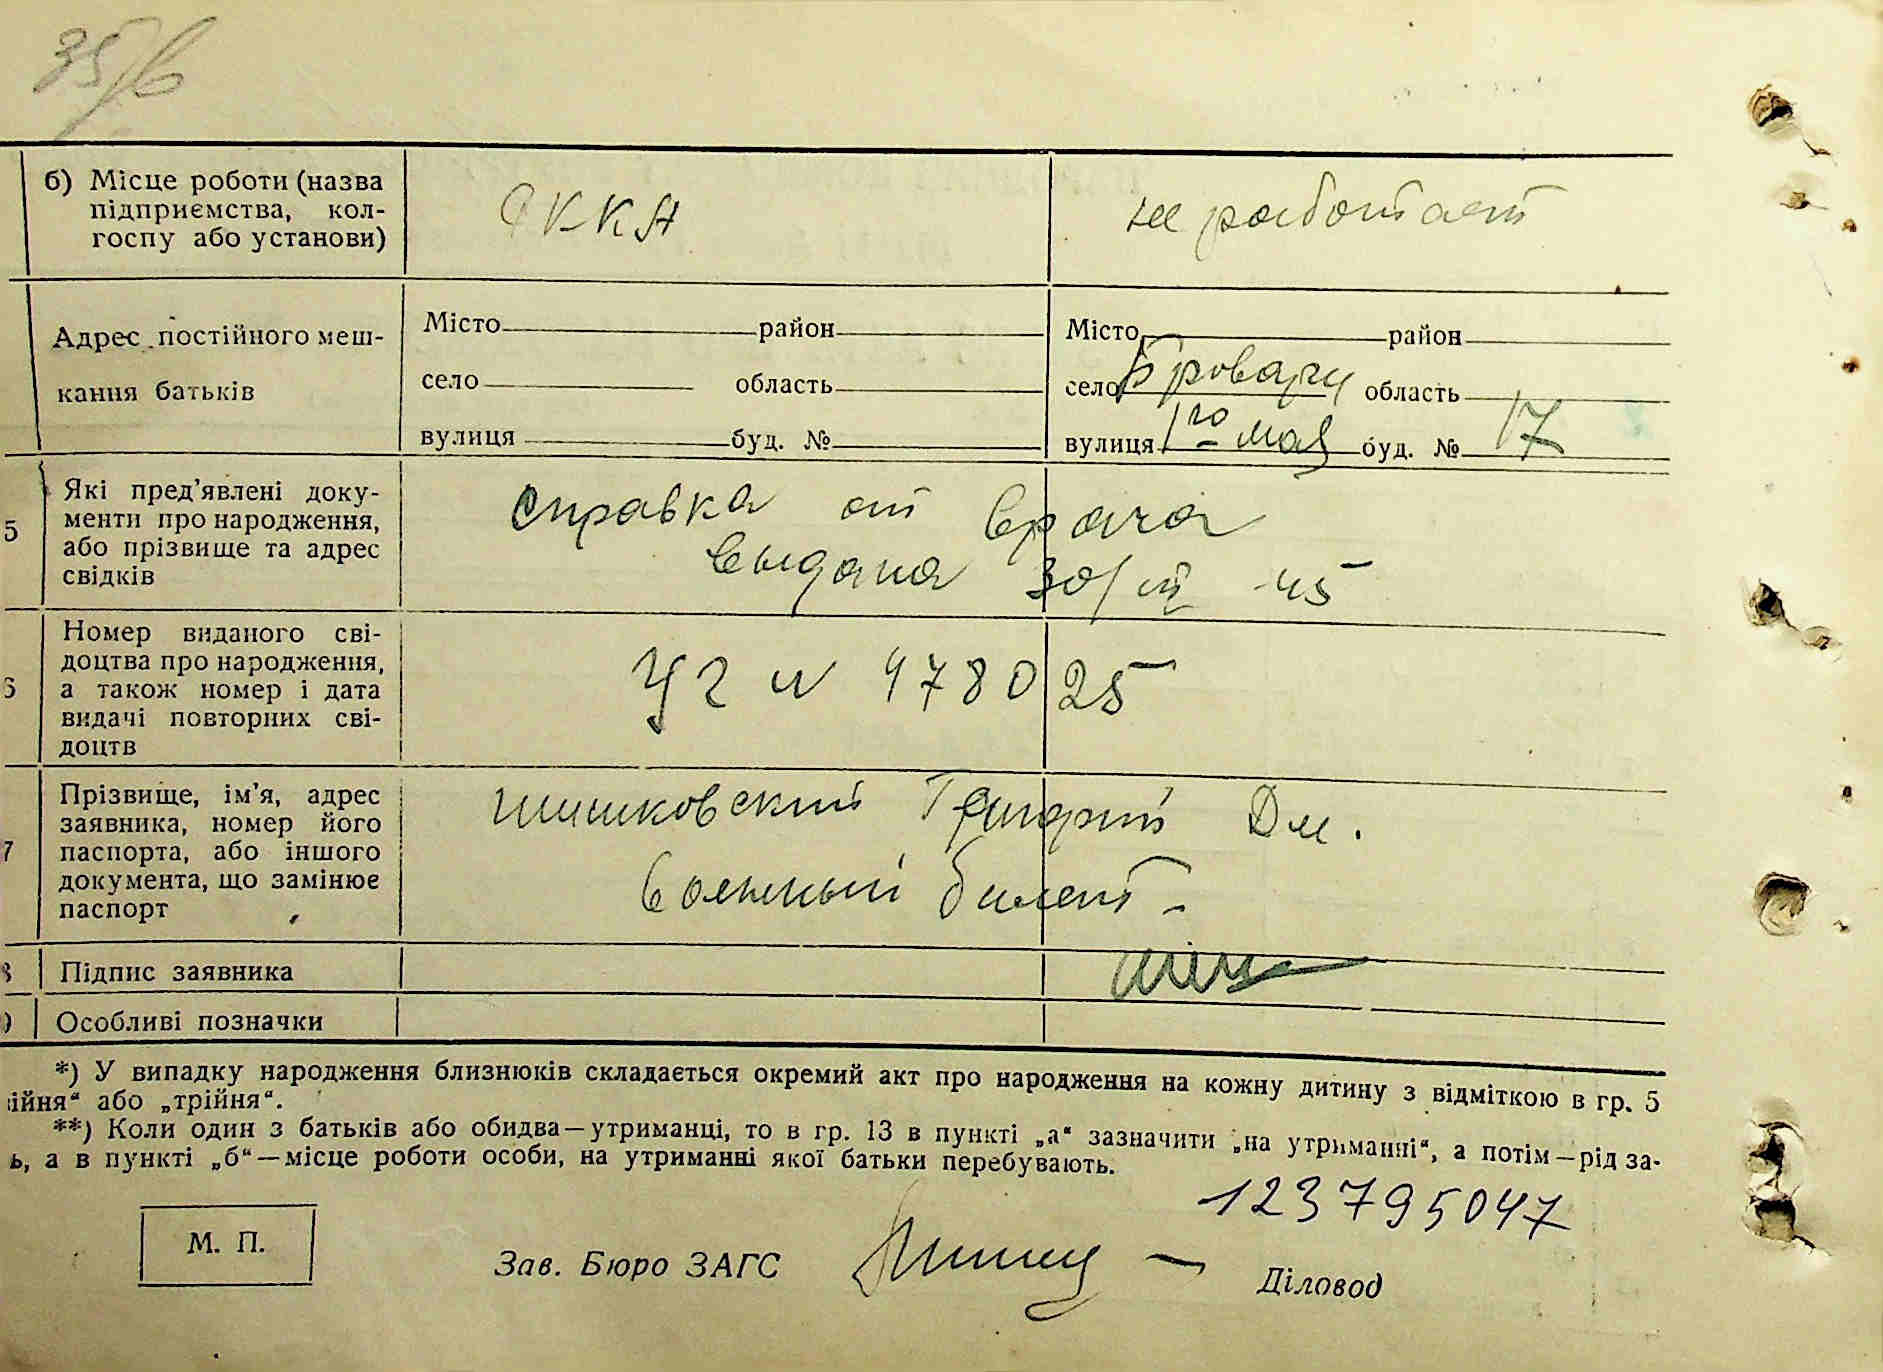 35/в
б) Місце роботи (назва
підприємства, кол-
госпу або установи)
РККА
не работает
Адрес постійного меш-
кання батьків
Місто район
село область
вулиця буд. №
Місто район
село Бровары область
вулиця 1го мая буд. № 17
5 Які пред'явлені доку-
менти про народження,
або прізвище та адрес
свідків
справка от врача
выдана 30/ -45
6 Номер виданого сві-
доцтва про народження,
а також номер і дата
видачі повторних сві-
доцтв
УГ № 478025
7 Прізвище, ім'я, адрес
заявника, номер його
паспорта, або іншого
документа, що замінює
паспорт
Шишковский Григорий Дм.
военный билет -
8 Підпис заявника
9 Особливі позначки
*) У випадку народження близнюків складається окремий акт про народження на кожну дитину з відміткою в гр. 5
ійня“ або „трійня“.
**) Коли один з батьків або обидва—утриманці, то в гр. 13 в пункті „а“ зазначити „на утриманні“, а потім—рід за-
ь, а в пункті „б“—місце роботи особи, на утриманні якої батьки перебувають.
123795047
М. П.
Зав. Бюро ЗАГС
Діловод